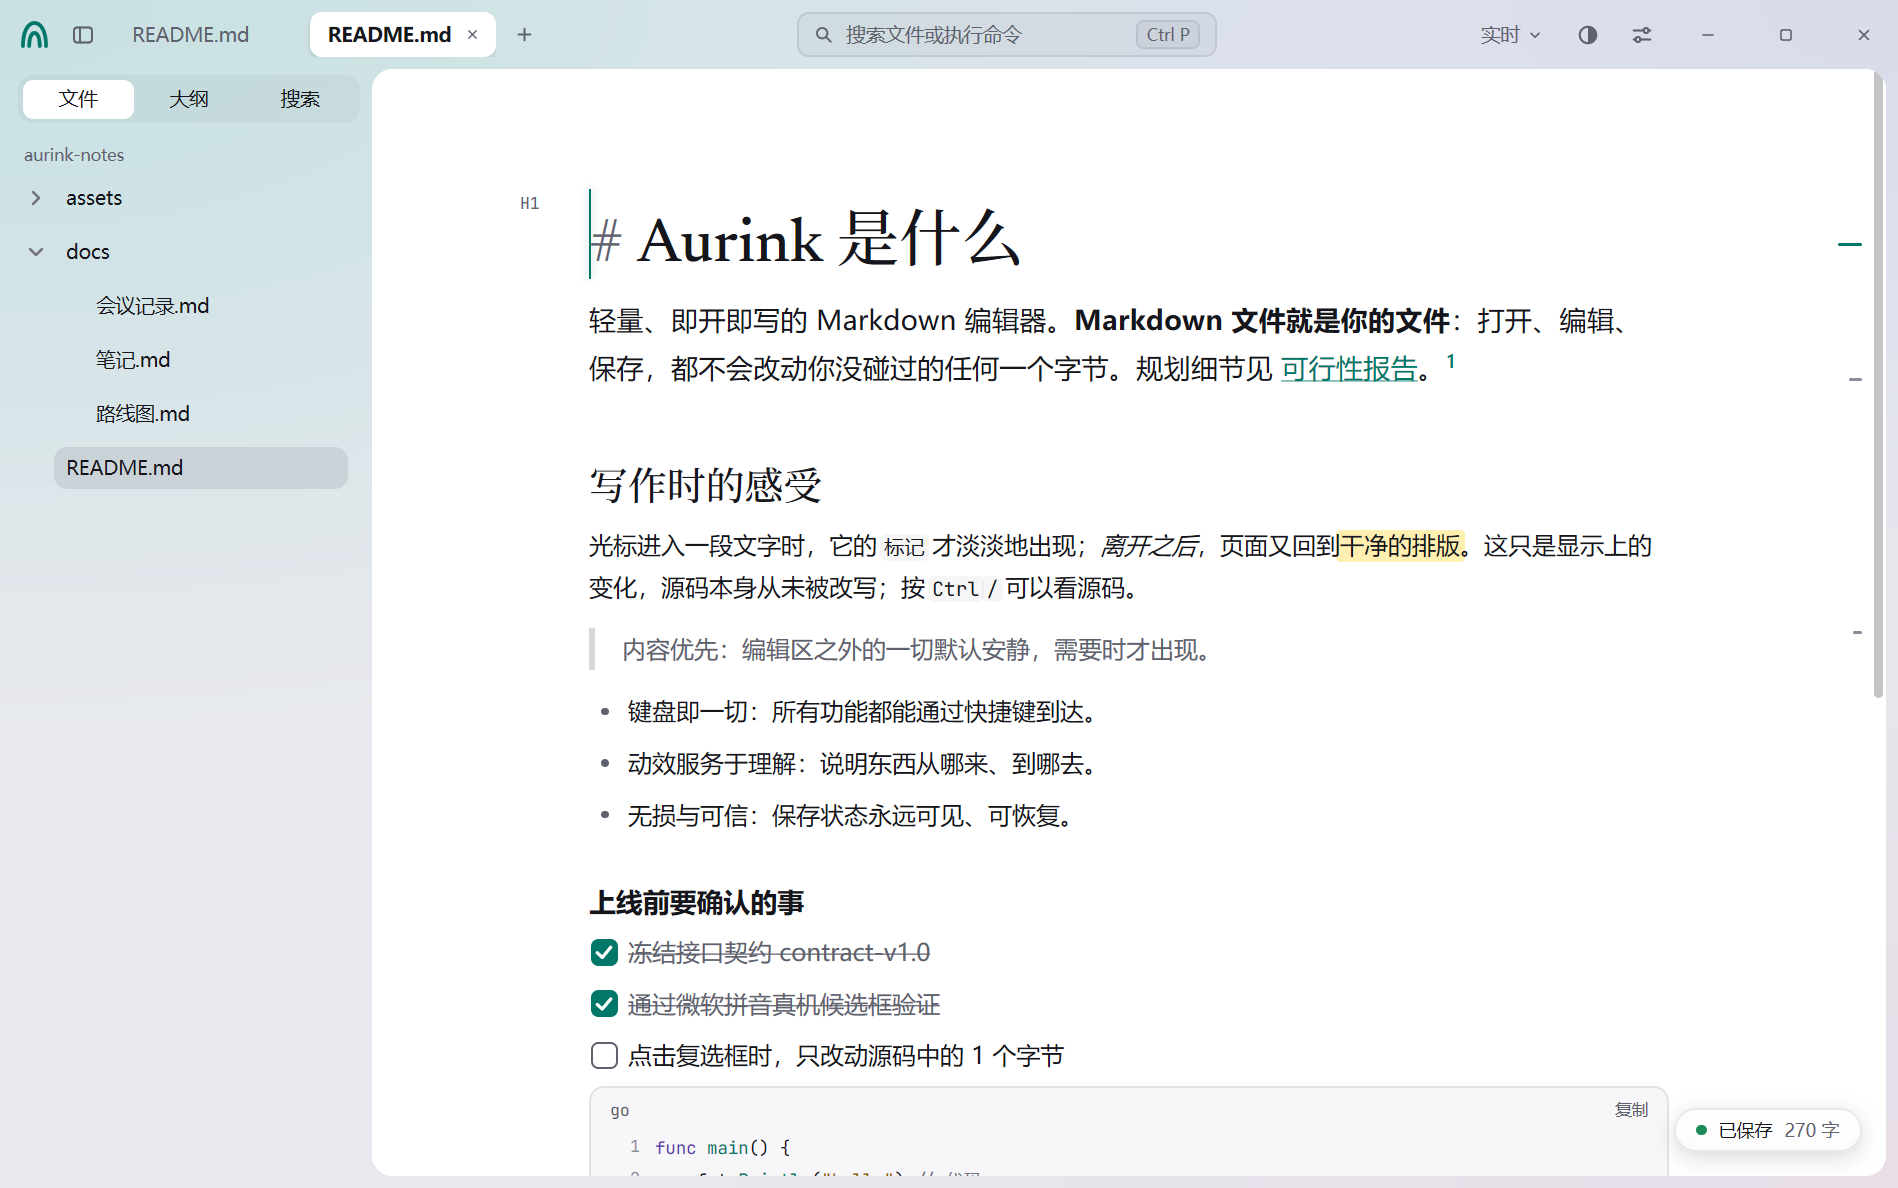 README.md
README.md
搜索文件或执行命令 Ctrl P
实时
文件 大纲 搜索
aurink-notes
assets
docs
会议记录.md
笔记.md
路线图.md
README.md
H1
# Aurink 是什么
轻量、即开即写的 Markdown 编辑器。Markdown 文件就是你的文件：打开、编辑、
保存，都不会改动你没碰过的任何一个字节。规划细节见 可行性报告。1
写作时的感受
光标进入一段文字时，它的 标记 才淡淡地出现；离开之后，页面又回到干净的排版。这只是显示上的
变化，源码本身从未被改写；按 Ctrl / 可以看源码。
内容优先：编辑区之外的一切默认安静，需要时才出现。
• 键盘即一切：所有功能都能通过快捷键到达。
• 动效服务于理解：说明东西从哪来、到哪去。
• 无损与可信：保存状态永远可见、可恢复。
上线前要确认的事
冻结接口契约 contract-v1.0
通过微软拼音真机候选框验证
点击复选框时，只改动源码中的 1 个字节
go 复制
1 func main() {
已保存 270 字